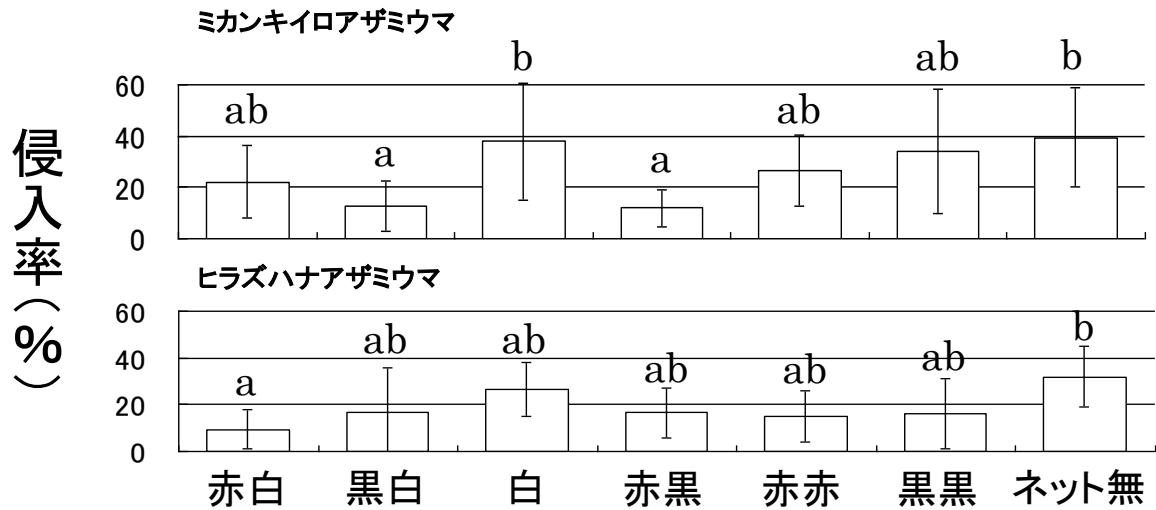 ミカンキイロアザミウマ
侵入率(%)
60
40
20
0
ab
a
b
a
ab
ab
b
ヒラズハナアザミウマ
60
40
20
0
a
ab
ab
ab
ab
ab
b
赤白 黒白 白 赤黒 赤赤 黒黒 ネット無